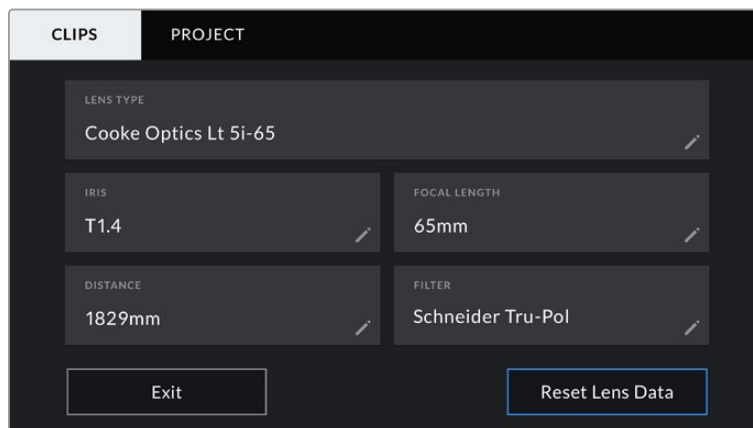 CLIPS PROJECT
LENS TYPE
Cooke Optics Lt 5i-65
IRIS FOCAL LENGTH
T1.4 65mm
DISTANCE FILTER
1829mm Schneider Tru-Pol
Exit Reset Lens Data